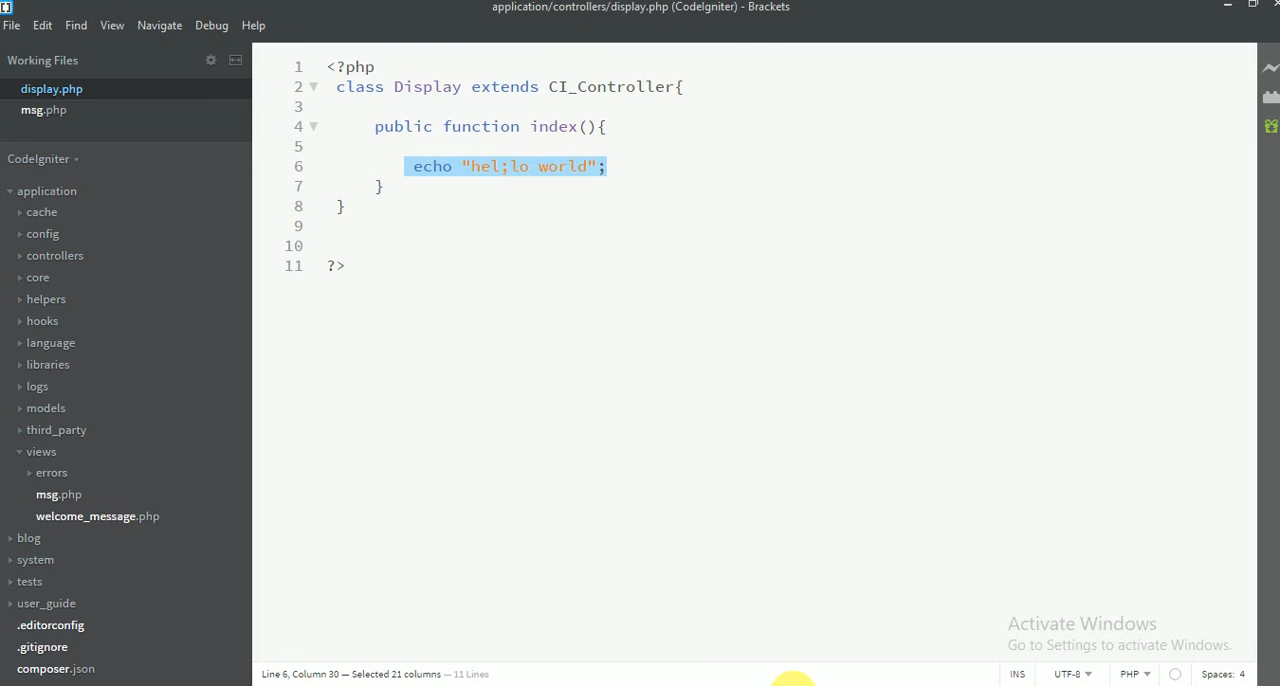 application/controllers/display.php (CodeIgniter) - Brackets
File Edit Find View Navigate Debug Help
Working Files
display.php
msg.php
CodeIgniter
application
cache
config
controllers
core
helpers
hooks
language
libraries
logs
models
third_party
views
errors
msg.php
welcome_message.php
blog
system
tests
user_guide
.editorconfig
.gitignore
composer.json
1 <?php
2 class Display extends CI_Controller{
3
4 public function index(){
5
6 echo "hel;lo world";
7 }
8 }
9
10
11 ?>
Activate Windows
Go to Settings to activate Windows.
Line 6, Column 30 — Selected 21 columns — 11 Lines
INS UTF-8 PHP Spaces: 4